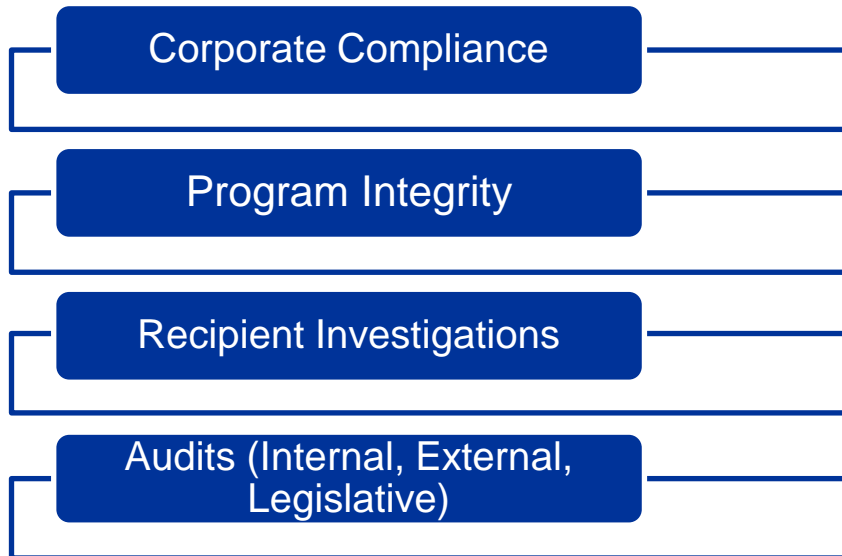 Corporate Compliance
Program Integrity
Recipient Investigations
Audits (Internal, External,
Legislative)